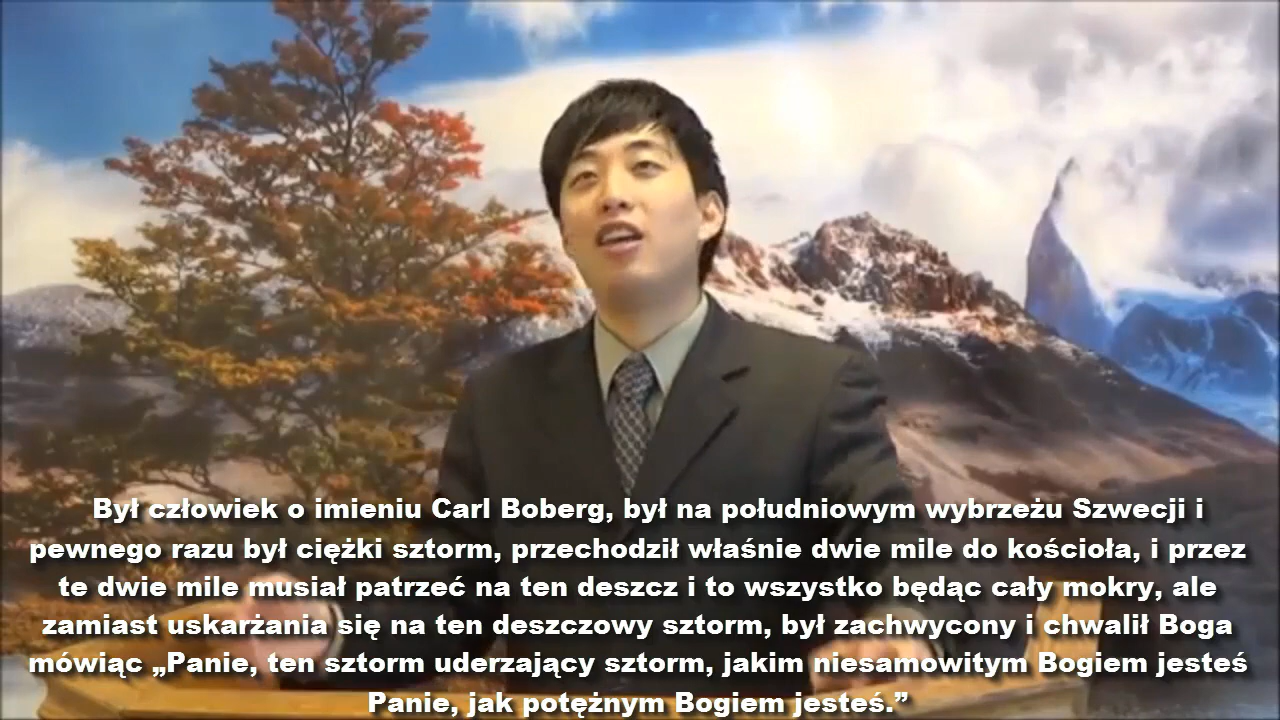 Był człowiek o imieniu Carl Boberg, był na południowym wybrzeżu Szwecji i
pewnego razu był ciężki sztorm, przechodził właśnie dwie mile do kościoła, i przez
te dwie mile musiał patrzeć na ten deszcz i to wszystko będąc cały mokry, ale
zamiast uskarżania się na ten deszczowy sztorm, był zachwycony i chwalił Boga
mówiąc „Panie, ten sztorm uderzający sztorm, jakim niesamowitym Bogiem jesteś
Panie, jak potężnym Bogiem jesteś.”